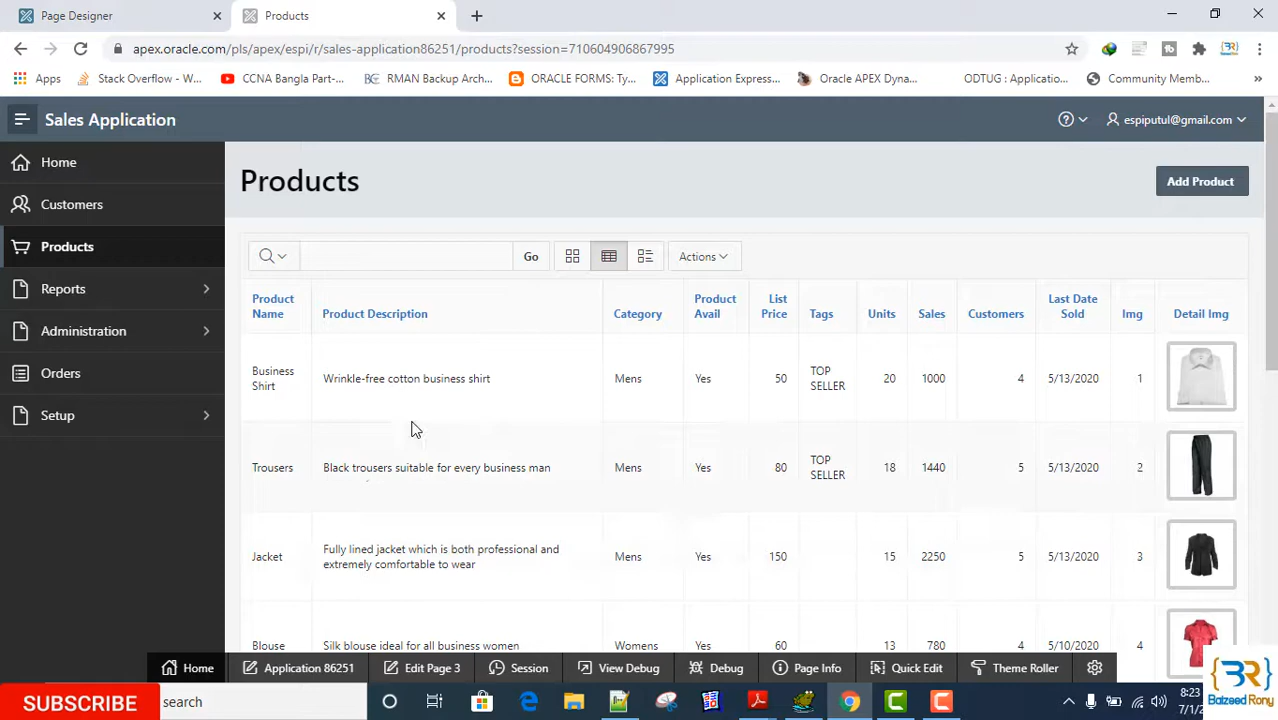 Page Designer
Products
apex.oracle.com/pls/apex/espi/r/sales-application86251/products?session=710604906867995
Apps
Stack Overflow - W...
CCNA Bangla Part-...
RMAN Backup Arch...
ORACLE FORMS: Ty...
Application Express...
Oracle APEX Dyna...
ODTUG : Applicatio...
Community Memb...
Sales Application
espiputul@gmail.com
Home
Customers
Products
Reports
Administration
Orders
Setup
Products
Add Product
Go
Actions
Product Name
Product Description
Category
Product Avail
List Price
Tags
Units
Sales
Customers
Last Date Sold
Img
Detail Img
Business Shirt
Wrinkle-free cotton business shirt
Mens
Yes
50
TOP SELLER
20
1000
4
5/13/2020
1
Trousers
Black trousers suitable for every business man
Mens
Yes
80
TOP SELLER
18
1440
5
5/13/2020
2
Jacket
Fully lined jacket which is both professional and
extremely comfortable to wear
Mens
Yes
150
15
2250
5
5/13/2020
3
Blouse
Silk blouse ideal for all business women
Womens
Yes
60
13
780
4
5/10/2020
4
Home
Application 86251
Edit Page 3
Session
View Debug
Debug
Page Info
Quick Edit
Theme Roller
SUBSCRIBE
search
8:23
7/1/2
BR
Baizeed Rony